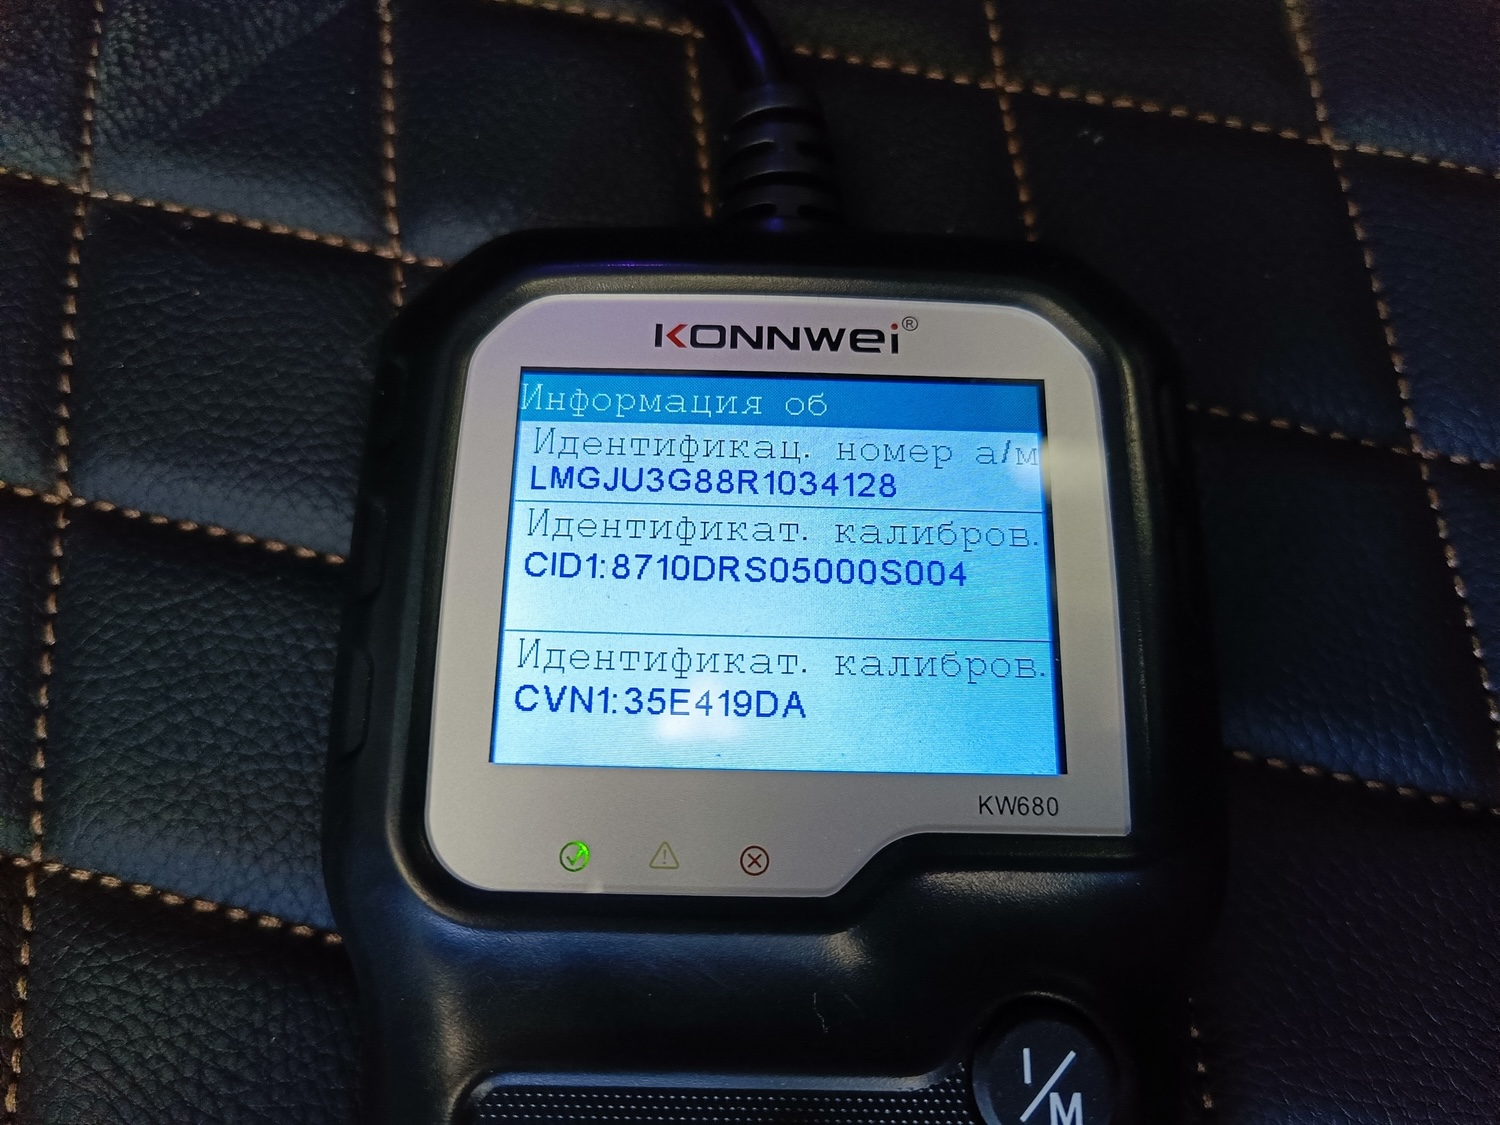 KONNWEI®
Информация об
Идентификац. номер а/м
LMGJU3G88R1034128
Идентификат. калибров.
CID1:8710DRS05000S004
Идентификат. калибров.
CVN1:35E419DA
KW680
I/M